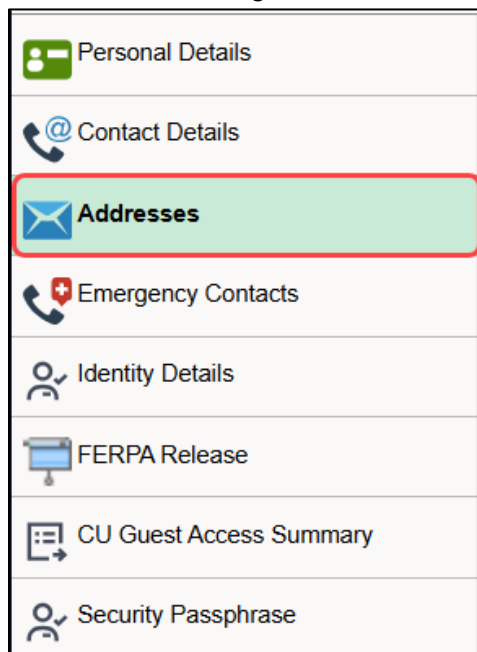 Personal Details
Contact Details
Addresses
Emergency Contacts
Identity Details
FERPA Release
CU Guest Access Summary
Security Passphrase